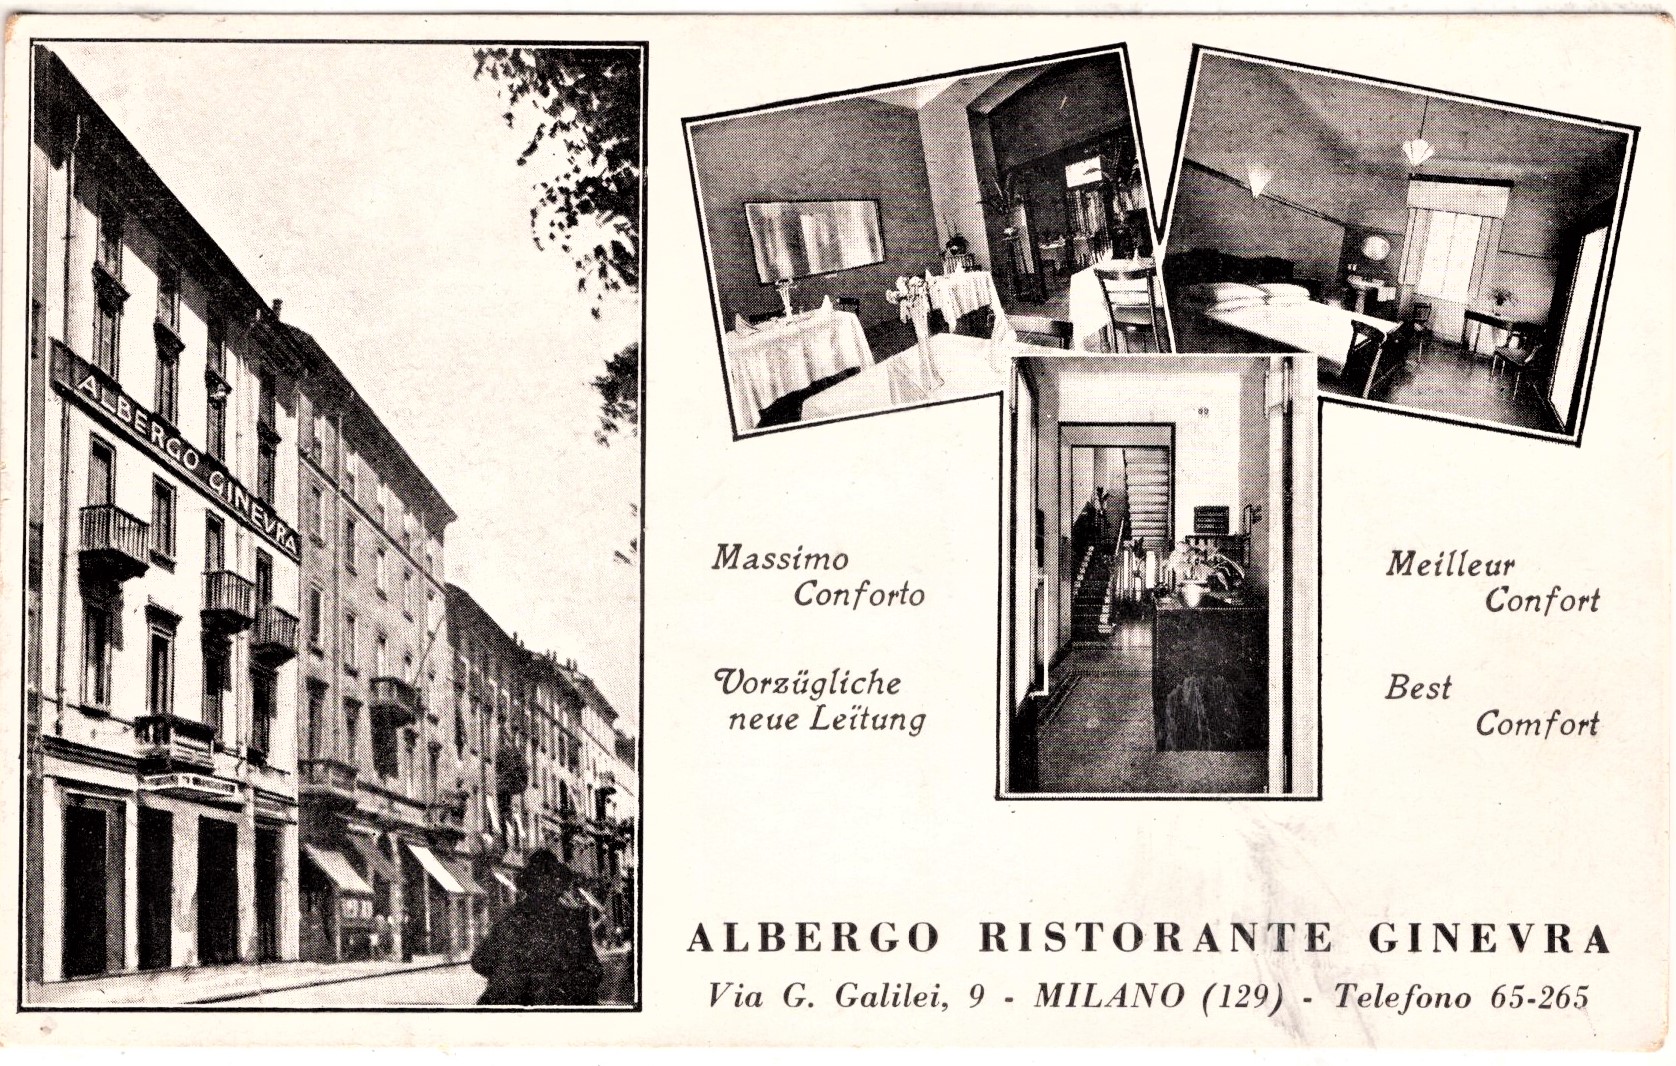 ALBERGO GINEVRA
Massimo
Conforto
Vorzügliche
neue Leïtung
Meilleur
Confort
Best
Comfort
ALBERGO RISTORANTE GINEVRA
Via G. Galilei, 9 - MILANO (129) - Telefono 65-265